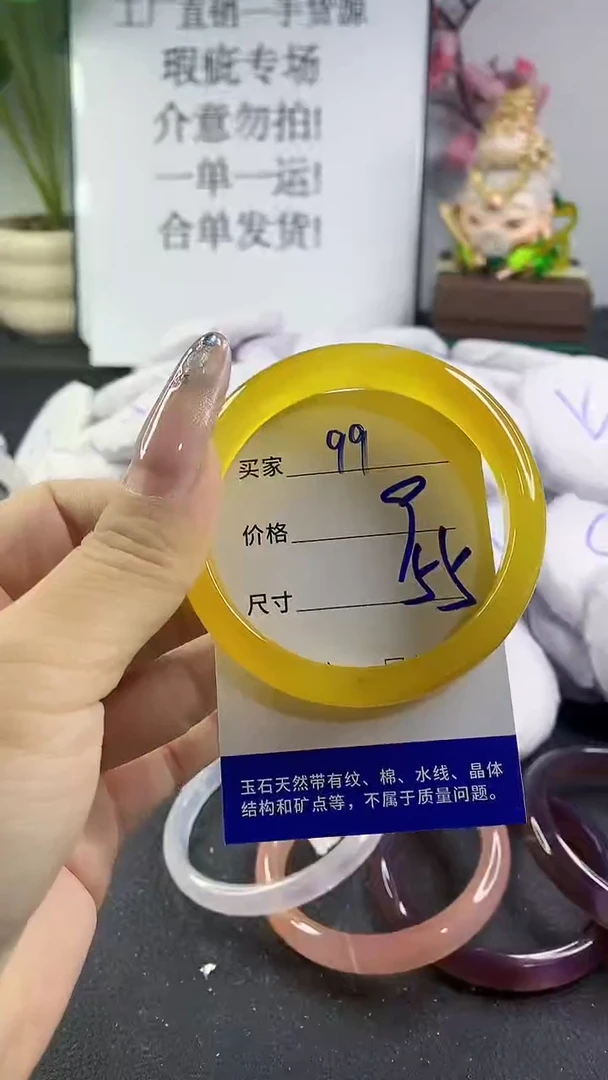 工厂直销一手货源
瑕疵专场
介意勿拍!
一单一运!
合单发货!
买家 99
价格
尺寸 55
玉石天然带有纹、棉、水线、晶体
结构和矿点等，不属于质量问题。